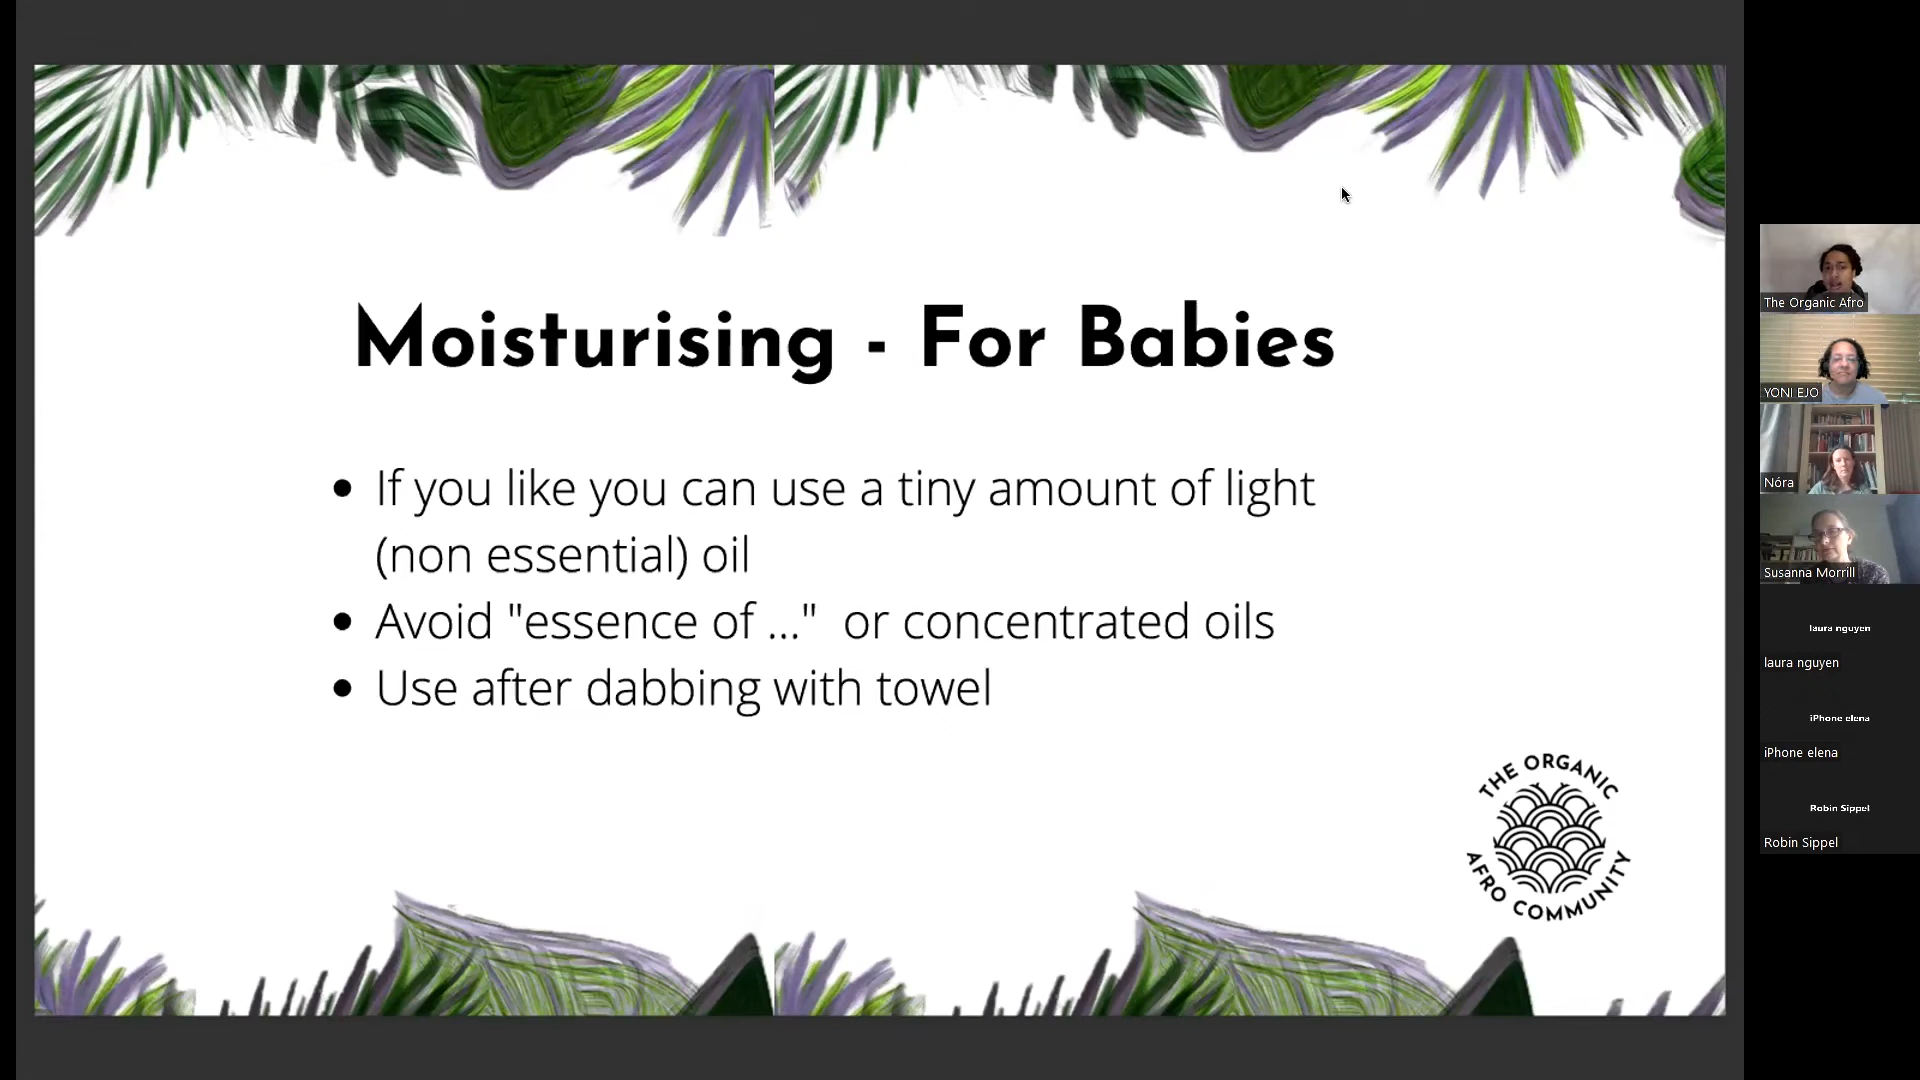 Moisturising - For Babies
• If you like you can use a tiny amount of light
(non essential) oil
• Avoid "essence of ..."  or concentrated oils
• Use after dabbing with towel
THE ORGANIC
AFRO COMMUNITY
The Organic Afro
YONI EJO
Nóra
Susanna Morrill
laura nguyen
laura nguyen
iPhone elena
iPhone elena
Robin Sippel
Robin Sippel